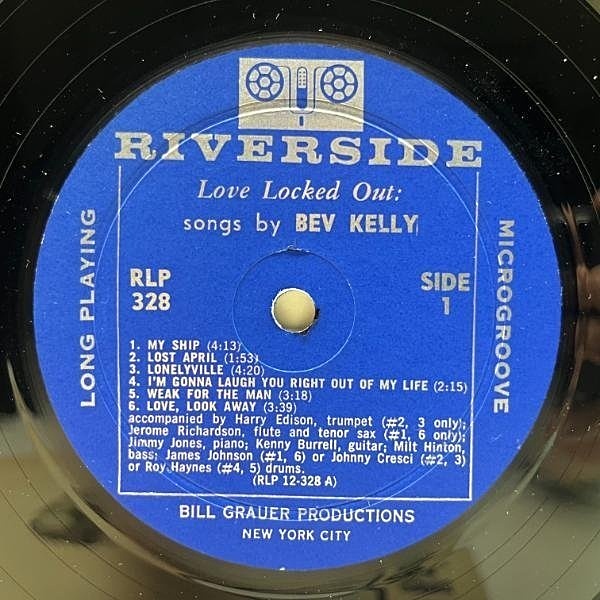 RIVERSIDE
Love Locked Out:
songs by BEV KELLY
LONG PLAYING
MICROGROOVE
RLP
328
SIDE
1
1. MY SHIP (4:13)
2. LOST APRIL (1:53)
3. LONELYVILLE (4:20)
4. I'M GONNA LAUGH YOU RIGHT OUT OF MY LIFE (2:15)
5. WEAK FOR THE MAN (3:18)
6. LOVE, LOOK AWAY (3:39)
accompanied by Harry Edison, trumpet (#2, 3 only);
Jerome Richardson, flute and tenor sax (#1, 6 only);
Jimmy Jones, piano; Kenny Burrell, guitar; Milt Hinton,
bass; James Johnson (#1, 6) or Johnny Cresci (#2, 3)
or Roy Haynes (#4, 5) drums.
(RLP 12-328 A)
BILL GRAUER PRODUCTIONS
NEW YORK CITY